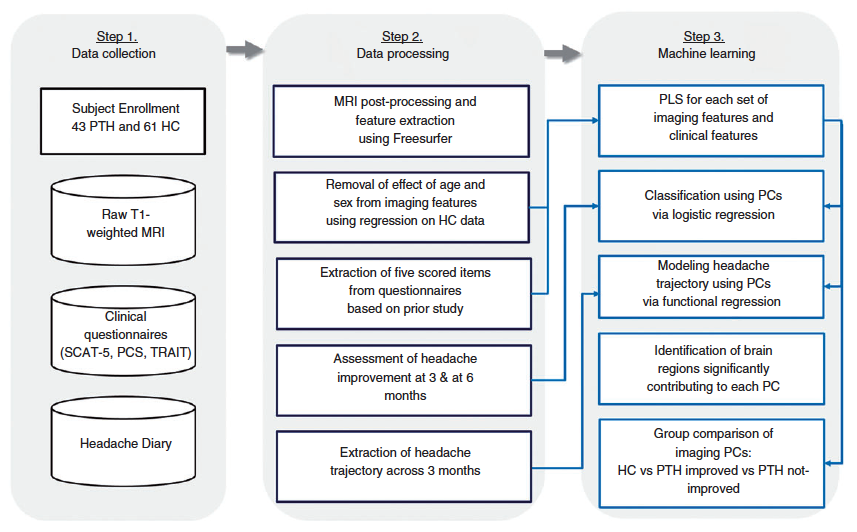 Step 1.
Data collection
Subject Enrollment
43 PTH and 61 HC
Raw T1-
weighted MRI
Clinical
questionnaires
(SCAT-5, PCS, TRAIT)
Headache Diary
Step 2.
Data processing
MRI post-processing and
feature extraction
using Freesurfer
Removal of effect of age and
sex from imaging features
using regression on HC data
Extraction of five scored items
from questionnaires
based on prior study
Assessment of headache
improvement at 3 & at 6
months
Extraction of headache
trajectory across 3 months
Step 3.
Machine learning
PLS for each set of
imaging features and
clinical features
Classification using PCs
via logistic regression
Modeling headache
trajectory using PCs
via functional regression
Identification of brain
regions significantly
contributing to each PC
Group comparison of
imaging PCs:
HC vs PTH improved vs PTH not-
improved